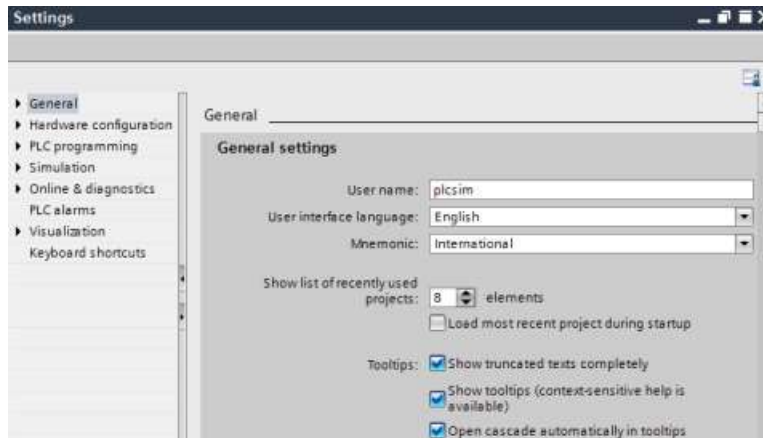 Settings
General
Hardware configuration
PLC programming
Simulation
Online & diagnostics
PLC alarms
Visualization
Keyboard shortcuts
General
General settings
User name: plcsim
User interface language: English
Mnemonic: International
Show list of recently used
projects: 8 elements
Load most recent project during startup
Tooltips: Show truncated texts completely
Show tooltips (context-sensitive help is
available)
Open cascade automatically in tooltips